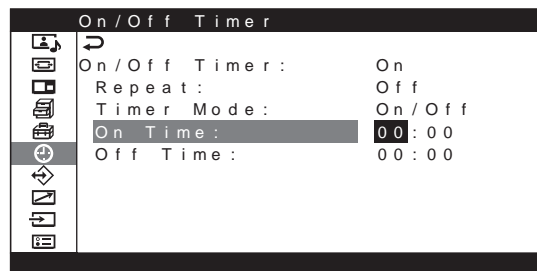 On/Off Timer
On/Off Timer: On
Repeat: Off
Timer Mode: On/Off
On Time: 00:00
Off Time: 00:00